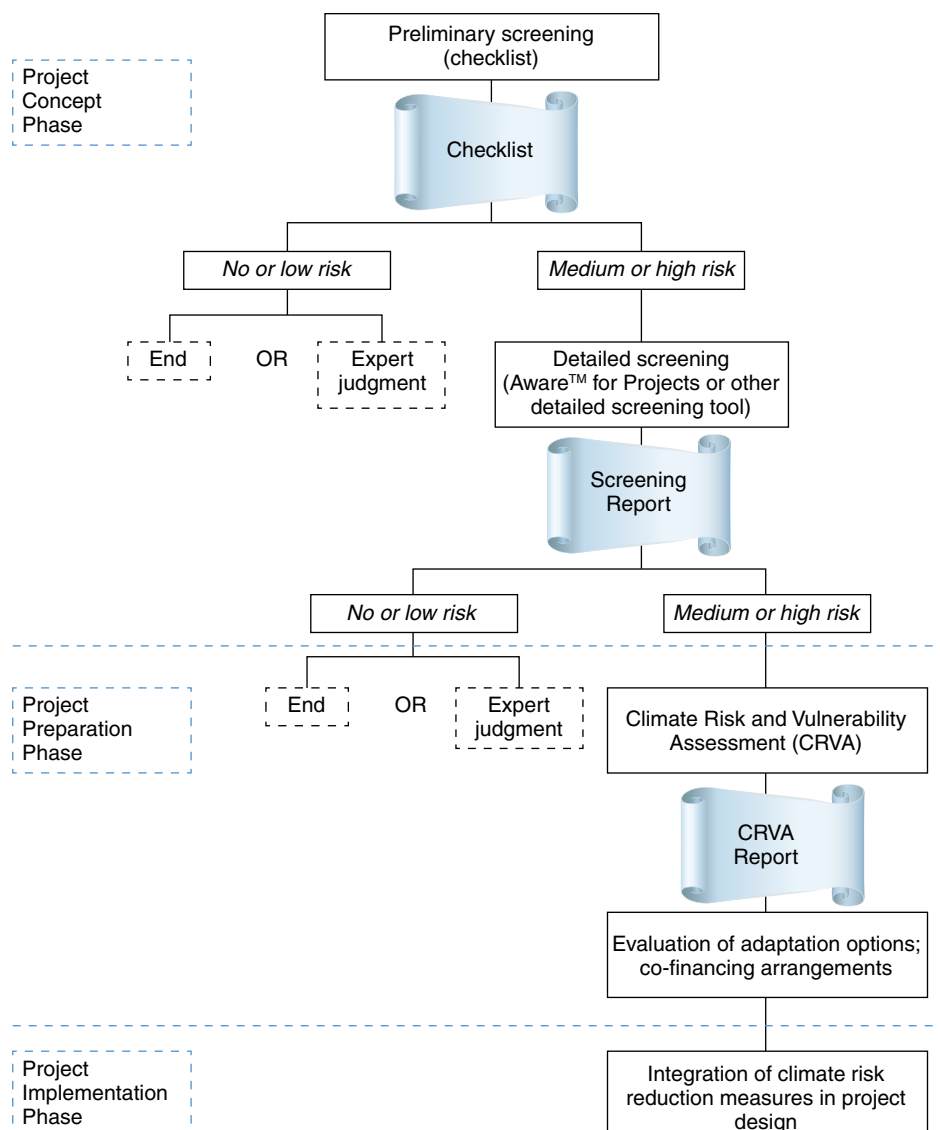 Preliminary screening
(checklist)
Project
Concept
Phase
Checklist
No or low risk
Medium or high risk
End
OR
Expert
judgment
Detailed screening
(Aware™ for Projects or other
detailed screening tool)
Screening
Report
No or low risk
Medium or high risk
Project
Preparation
Phase
End
OR
Expert
judgment
Climate Risk and Vulnerability
Assessment (CRVA)
CRVA
Report
Evaluation of adaptation options;
co-financing arrangements
Project
Implementation
Phase
Integration of climate risk
reduction measures in project
design